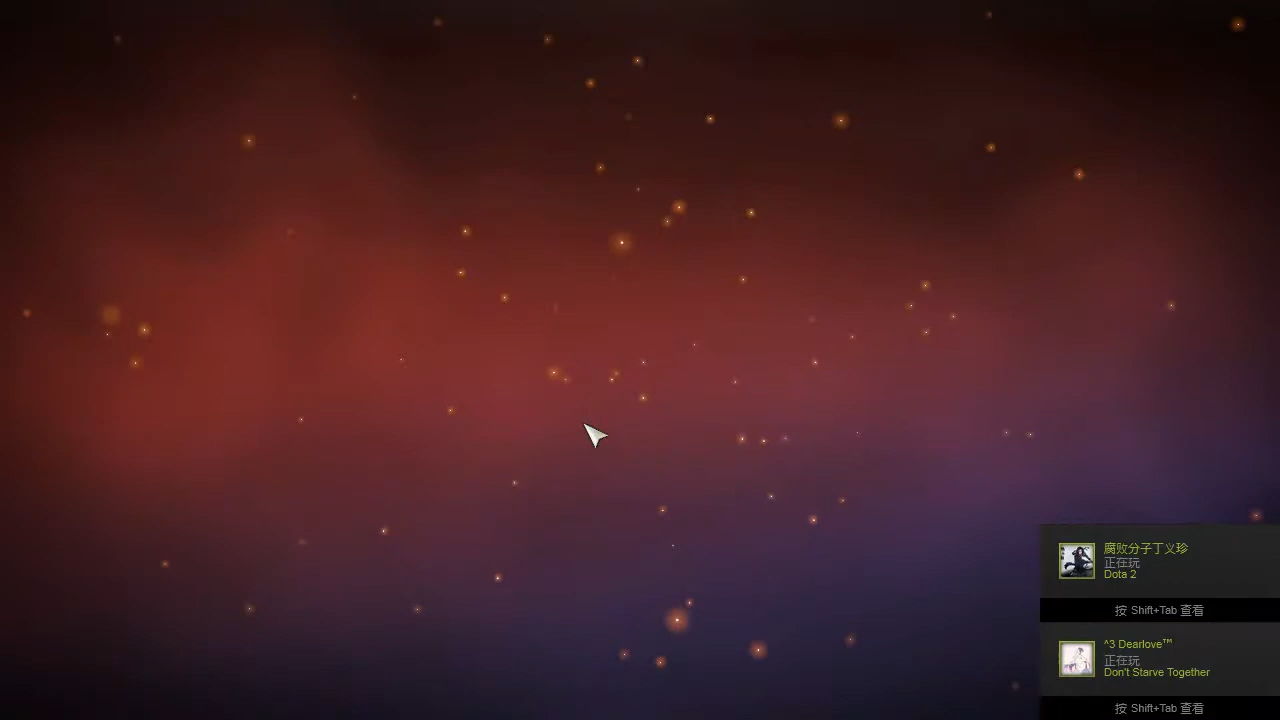 腐败分子丁义珍
正在玩
Dota 2
按 Shift+Tab 查看
^3 Dearlove™
正在玩
Don't Starve Together
按 Shift+Tab 查看